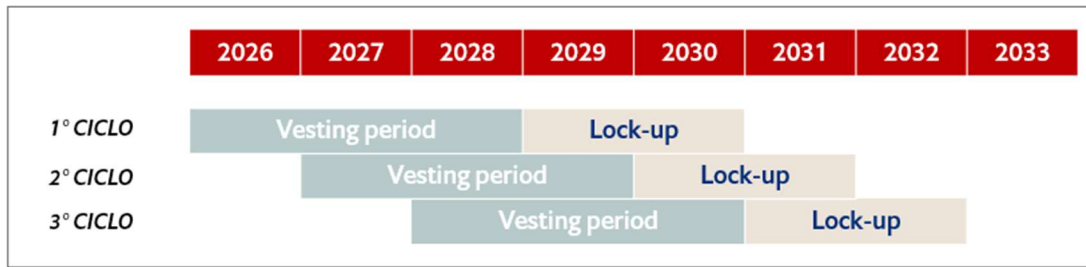 2026 2027 2028 2029 2030 2031 2032 2033
1° CICLO Vesting period Lock-up
2° CICLO Vesting period Lock-up
3° CICLO Vesting period Lock-up